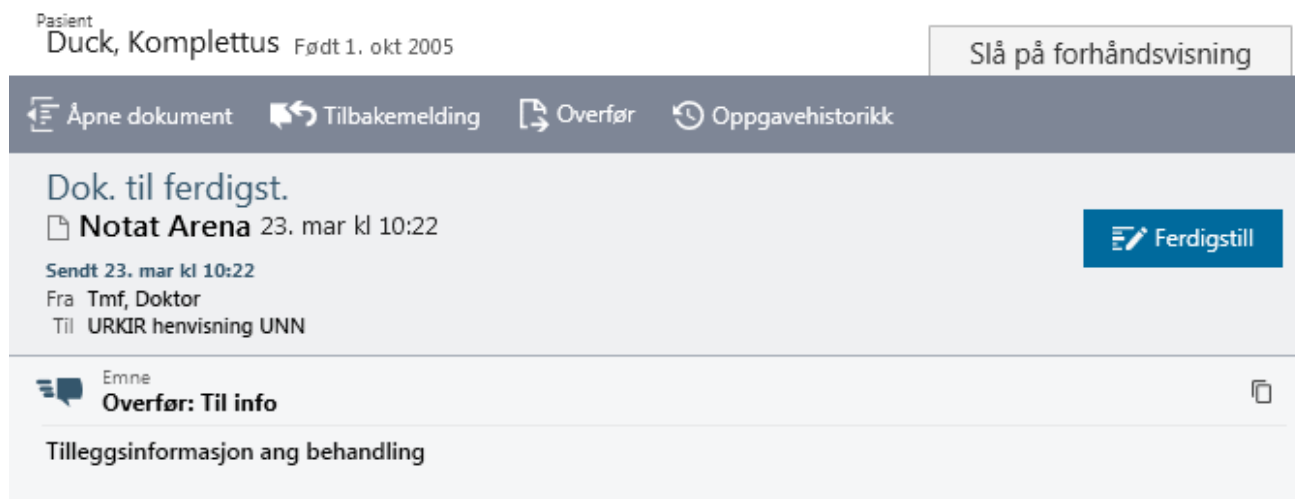 Pasient
Duck, Komplettus Født 1. okt 2005
Slå på forhåndsvisning
Åpne dokument Tilbakemelding Overfør Oppgavehistorikk
Dok. til ferdigst.
Notat Arena 23. mar kl 10:22
Ferdigstill
Sendt 23. mar kl 10:22
Fra Tmf, Doktor
Til URKIR henvisning UNN
Emne
Overfør: Til info
Tilleggsinformasjon ang behandling